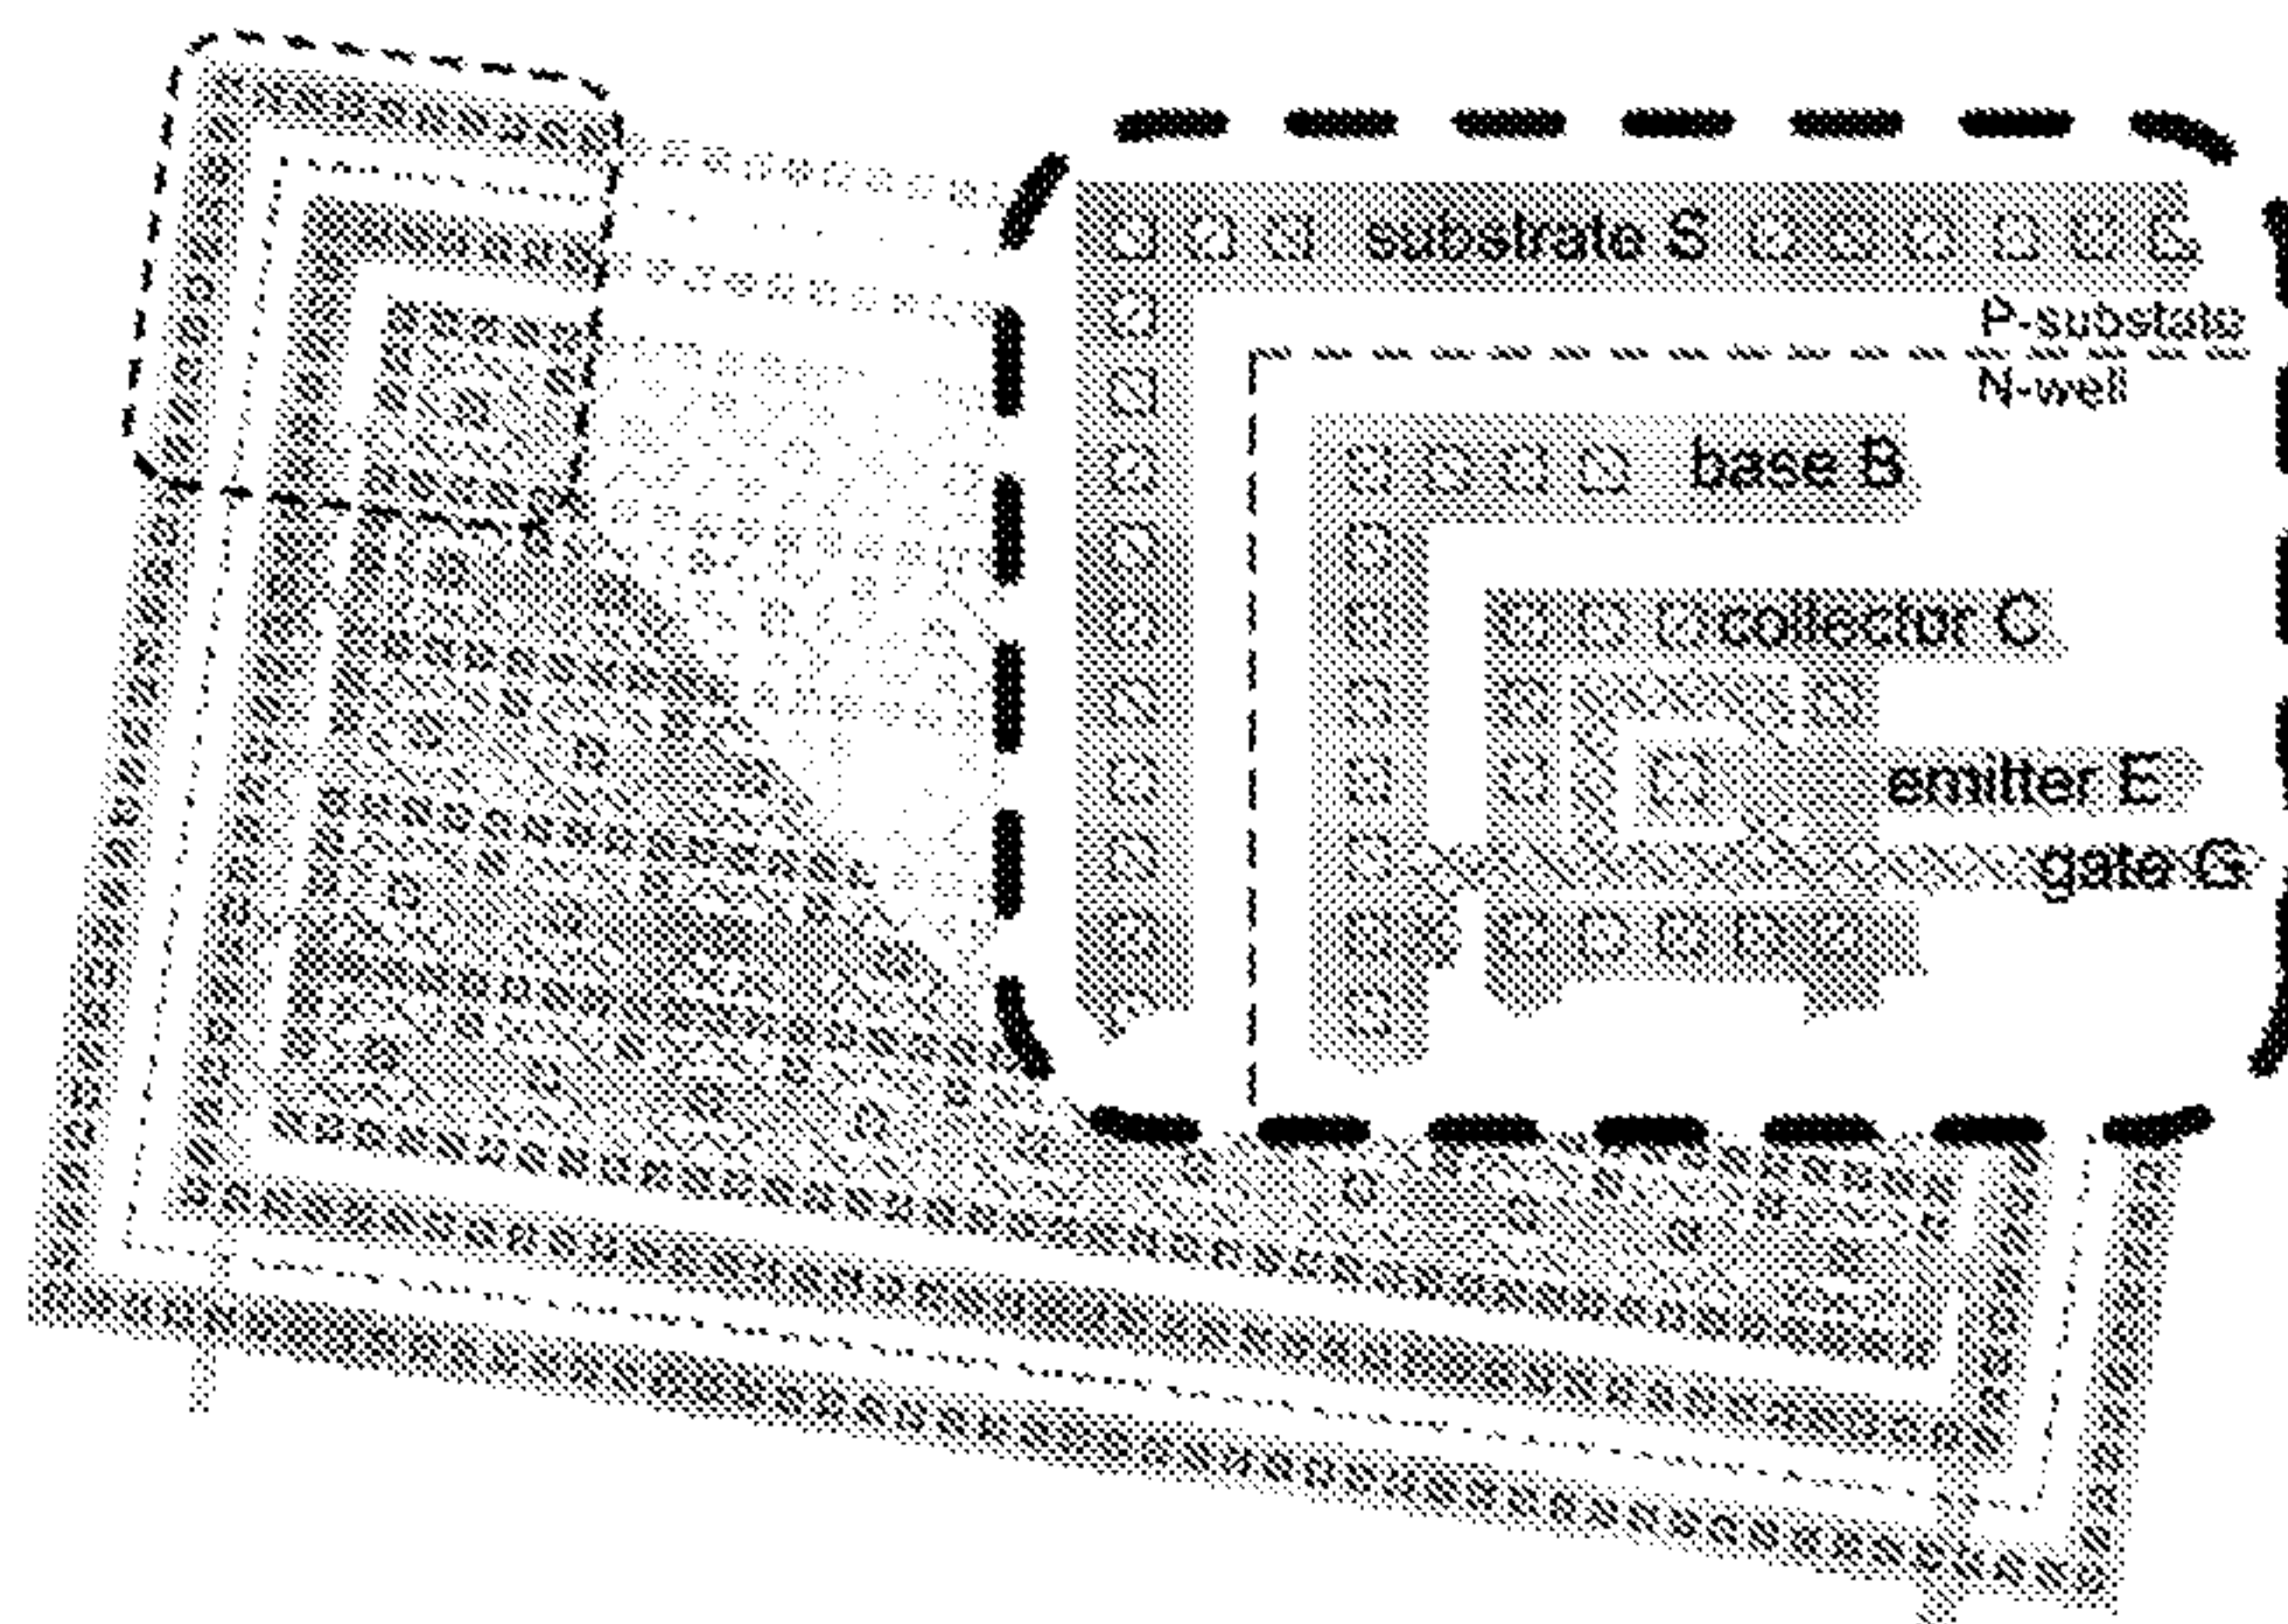 substrate S
P-substate
N-well
base B
collector C
emitter E
gate G